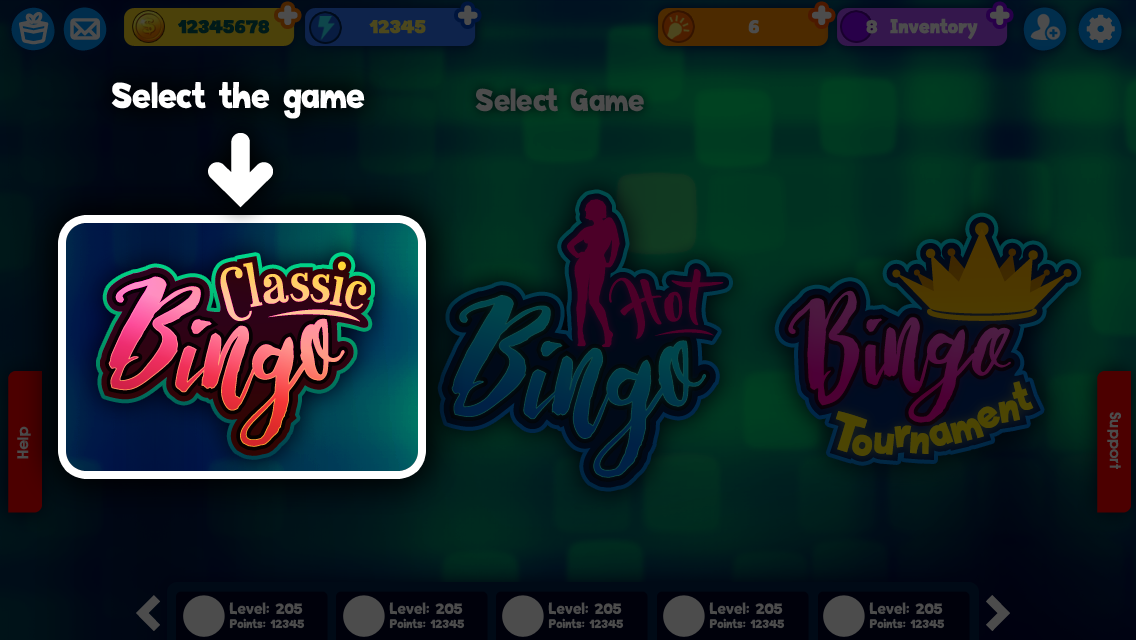 12345678
12345
6
8 Inventory
Select the game
Select Game
Classic
Bingo
Hot
Bingo
Bingo
Tournament
Help
Support
Level: 205
Points: 12345
Level: 205
Points: 12345
Level: 205
Points: 12345
Level: 205
Points: 12345
Level: 205
Points: 12345